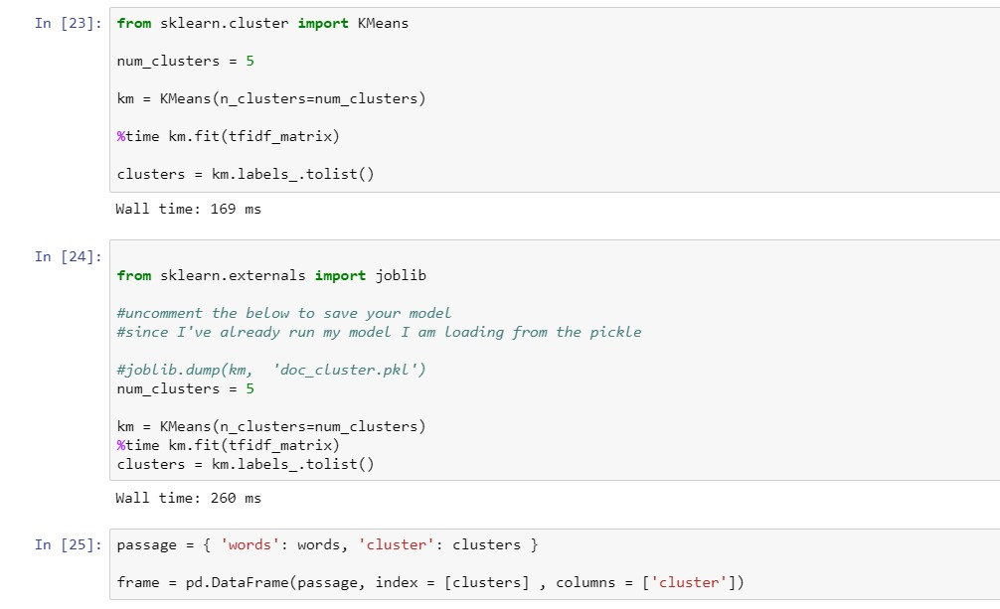 In [23]: from sklearn.cluster import KMeans
num_clusters = 5
km = KMeans(n_clusters=num_clusters)
%time km.fit(tfidf_matrix)
clusters = km.labels_.tolist()
Wall time: 169 ms
In [24]:
from sklearn.externals import joblib
#uncomment the below to save your model
#since I've already run my model I am loading from the pickle
#joblib.dump(km,  'doc_cluster.pkl')
num_clusters = 5
km = KMeans(n_clusters=num_clusters)
%time km.fit(tfidf_matrix)
clusters = km.labels_.tolist()
Wall time: 260 ms
In [25]: passage = { 'words': words, 'cluster': clusters }
frame = pd.DataFrame(passage, index = [clusters] , columns = ['cluster'])